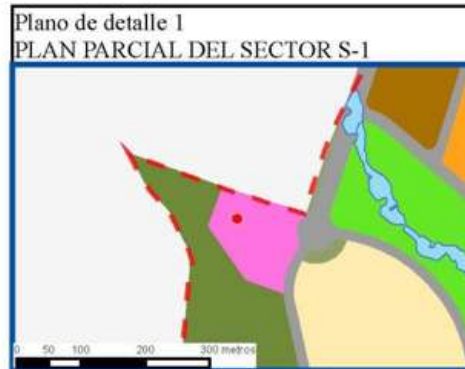 Plano de detalle 1
PLAN PARCIAL DEL SECTOR S-1
0 50 100 200 300 metros